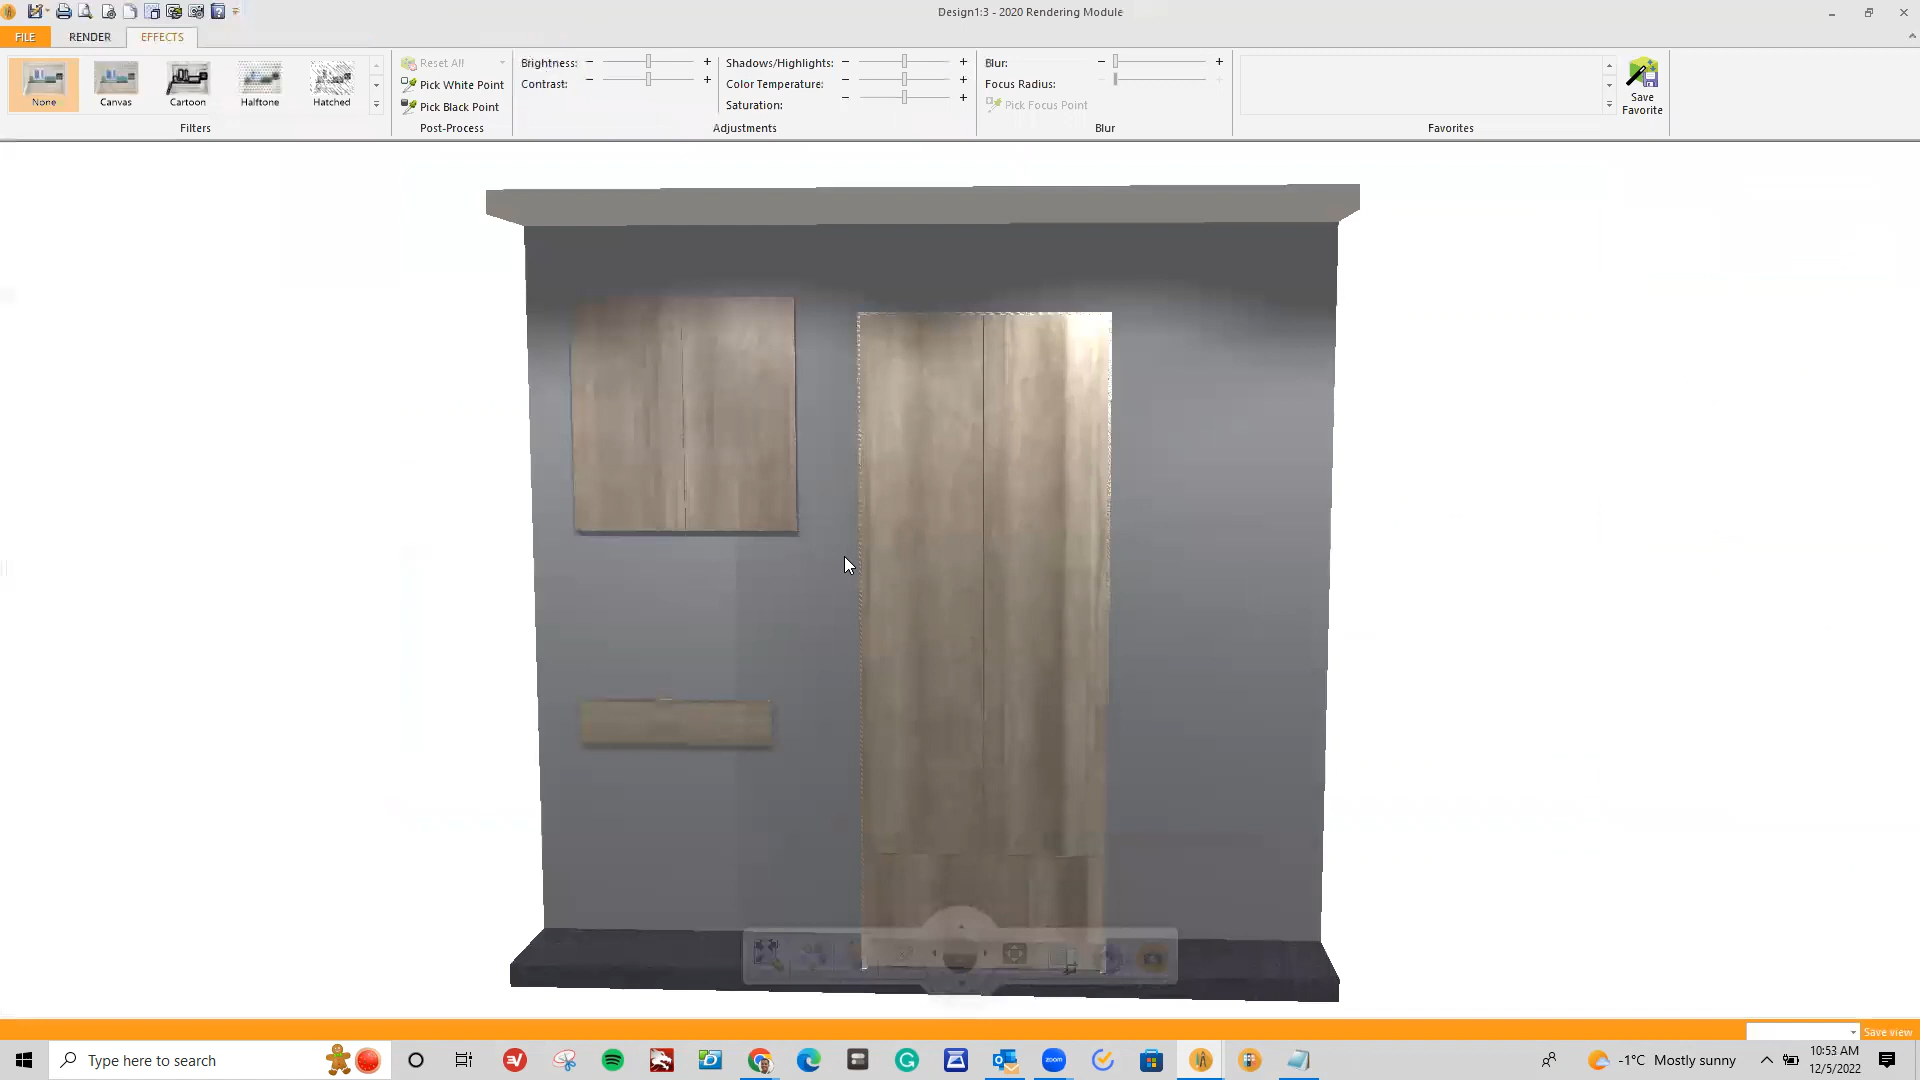 Design1:3 - 2020 Rendering Module
FILE
RENDER
EFFECTS
None
Canvas
Cartoon
Halftone
Hatched
Filters
Reset All
Pick White Point
Pick Black Point
Post-Process
Brightness:
Contrast:
Shadows/Highlights:
Color Temperature:
Saturation:
Adjustments
Blur:
Focus Radius:
Pick Focus Point
Blur
Favorites
Save
Favorite
Save view
Type here to search
zoom
-1°C Mostly sunny
10:53 AM
12/5/2022